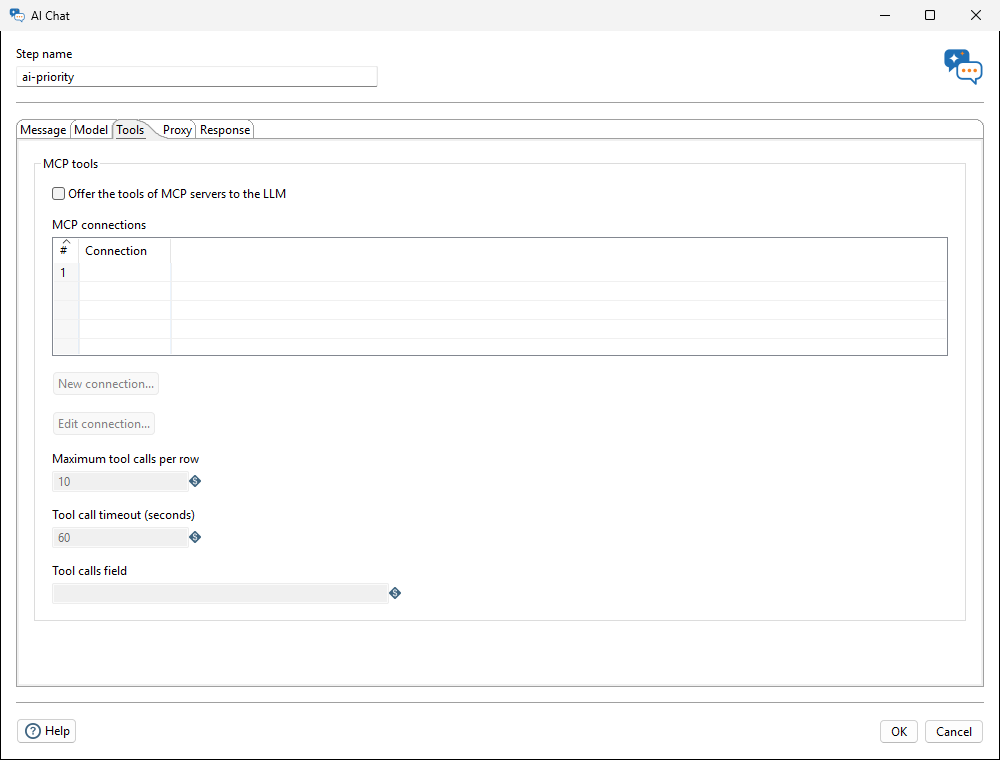 AI Chat
Step name
ai-priority
Message Model Tools Proxy Response
MCP tools
Offer the tools of MCP servers to the LLM
MCP connections
# Connection
1
New connection...
Edit connection...
Maximum tool calls per row
10
Tool call timeout (seconds)
60
Tool calls field
Help OK Cancel